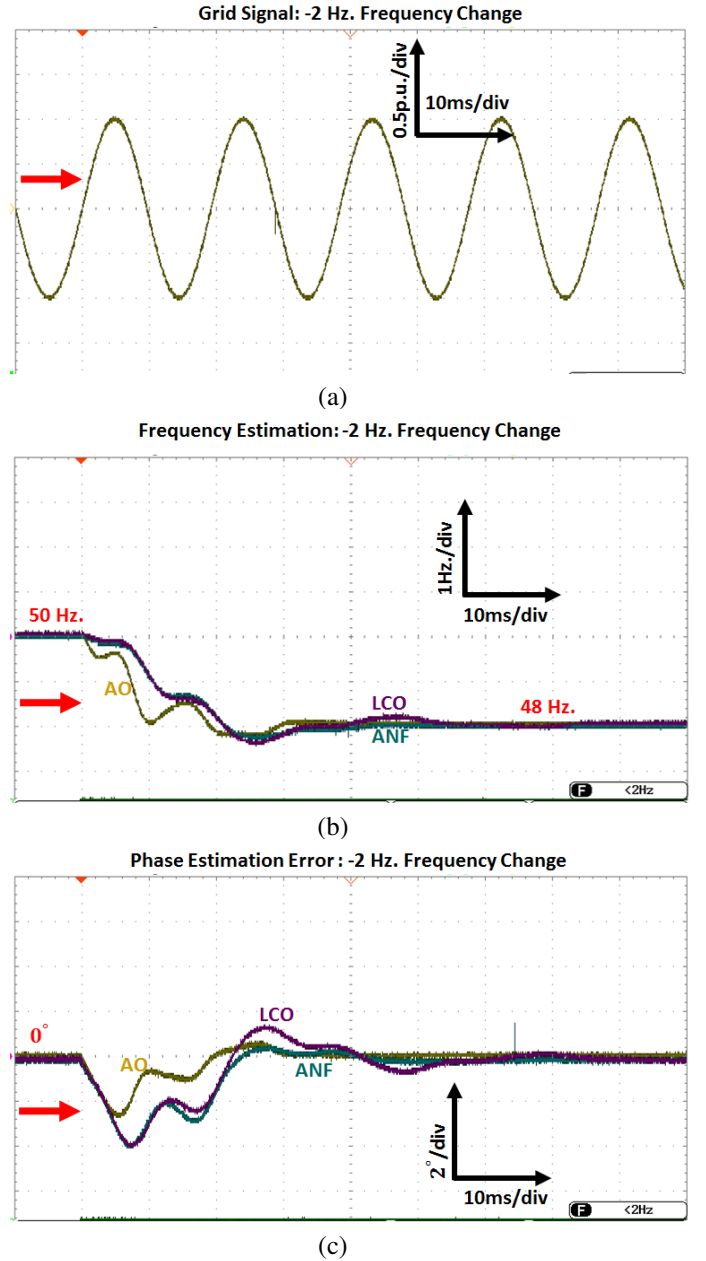 Grid Signal: -2 Hz. Frequency Change
0.5p.u./div
10ms/div
(a)
Frequency Estimation: -2 Hz. Frequency Change
1Hz./div
10ms/div
50 Hz.
AO
LCO
48 Hz.
ANF
F <2Hz
(b)
Phase Estimation Error : -2 Hz. Frequency Change
LCO
0°
AO
ANF
2°/div
10ms/div
F <2Hz
(c)